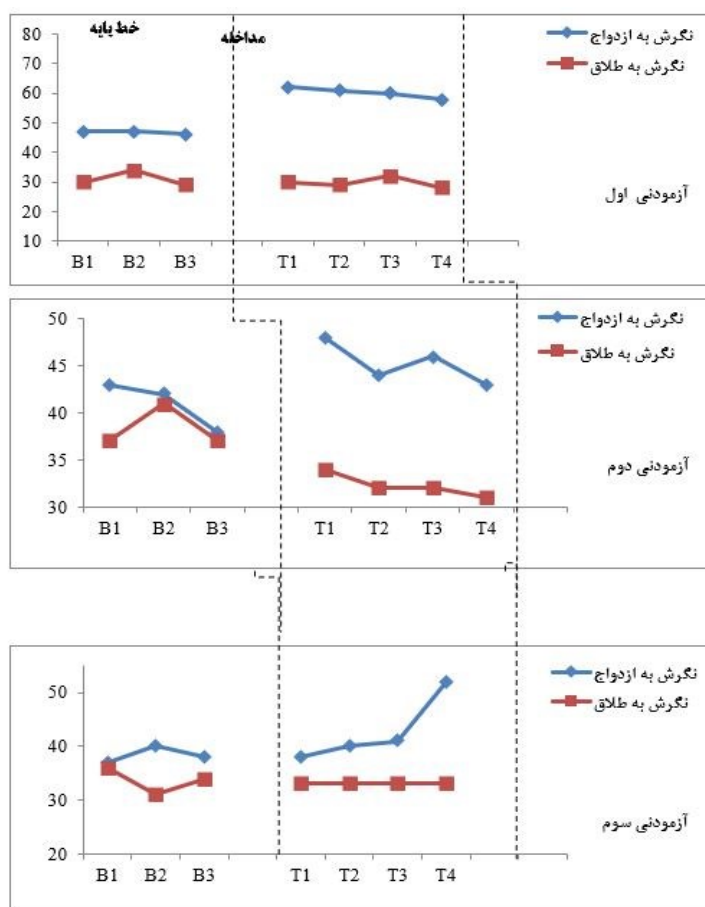 خط پایه
مداخله
نگرش به ازدواج
نگرش به طلاق
80
70
60
50
40
30
20
10
آزمودنی اول
B1 B2 B3 T1 T2 T3 T4
نگرش به ازدواج
نگرش به طلاق
50
45
40
35
30
آزمودنی دوم
B1 B2 B3 T1 T2 T3 T4
نگرش به ازدواج
نگرش به طلاق
50
40
30
20
آزمودنی سوم
B1 B2 B3 T1 T2 T3 T4